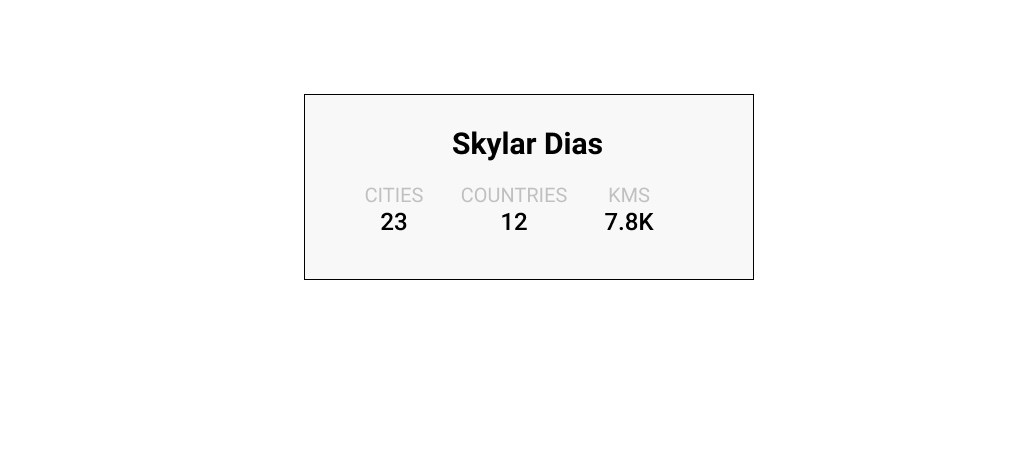 Skylar Dias
CITIES COUNTRIES KMS
23 12 7.8K